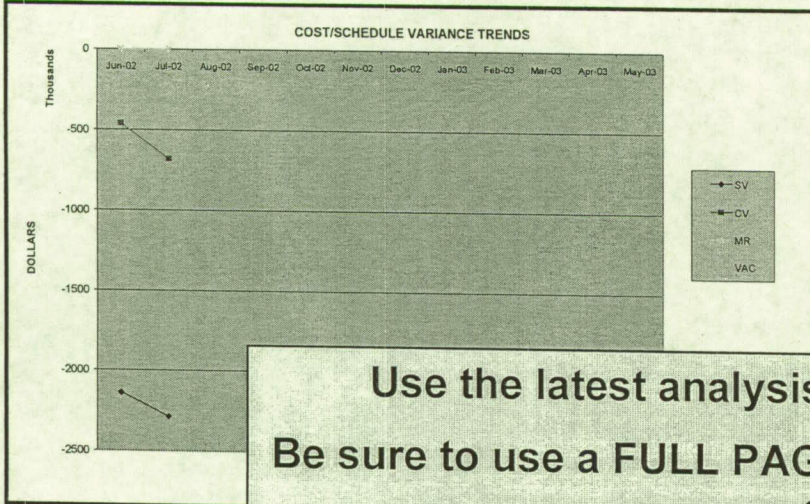 COST/SCHEDULE VARIANCE TRENDS
Thousands
0
Jun-02 Jul-02 Aug-02 Sep-02 Oct-02 Nov-02 Dec-02 Jan-03 Feb-03 Mar-03 Apr-03 May-03
-500
-1000
-1500
-2000
-2500
DOLLARS
SV
CV
MR
VAC
Use the latest analysis
Be sure to use a FULL PAG